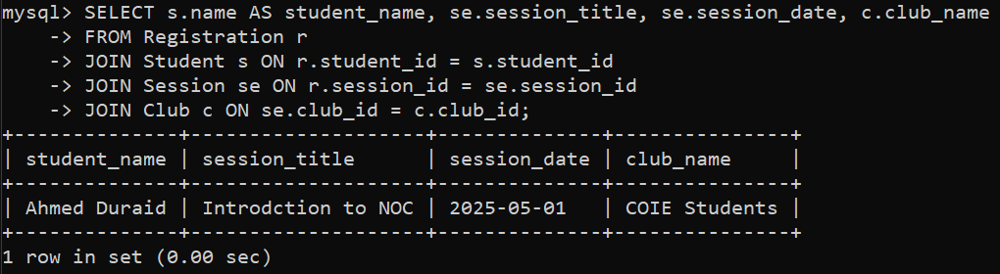 mysql> SELECT s.name AS student_name, se.session_title, se.session_date, c.club_name
    -> FROM Registration r
    -> JOIN Student s ON r.student_id = s.student_id
    -> JOIN Session se ON r.session_id = se.session_id
    -> JOIN Club c ON se.club_id = c.club_id;
+--------------+--------------------+--------------+---------------+
| student_name | session_title      | session_date | club_name     |
+--------------+--------------------+--------------+---------------+
| Ahmed Duraid | Introdction to NOC | 2025-05-01   | COIE Students |
+--------------+--------------------+--------------+---------------+
1 row in set (0.00 sec)